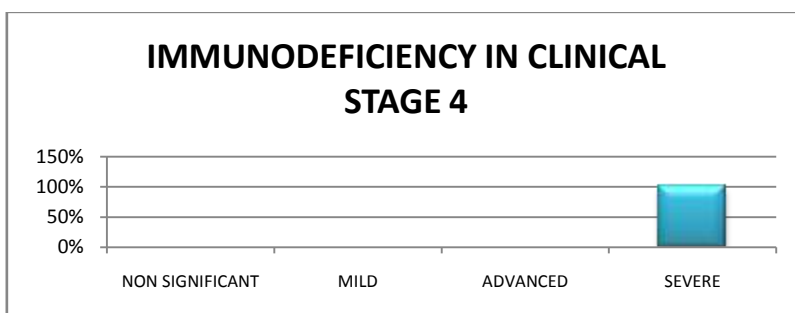 IMMUNODEFICIENCY IN CLINICAL
STAGE 4
150%
100%
50%
0%
NON SIGNIFICANT MILD ADVANCED SEVERE